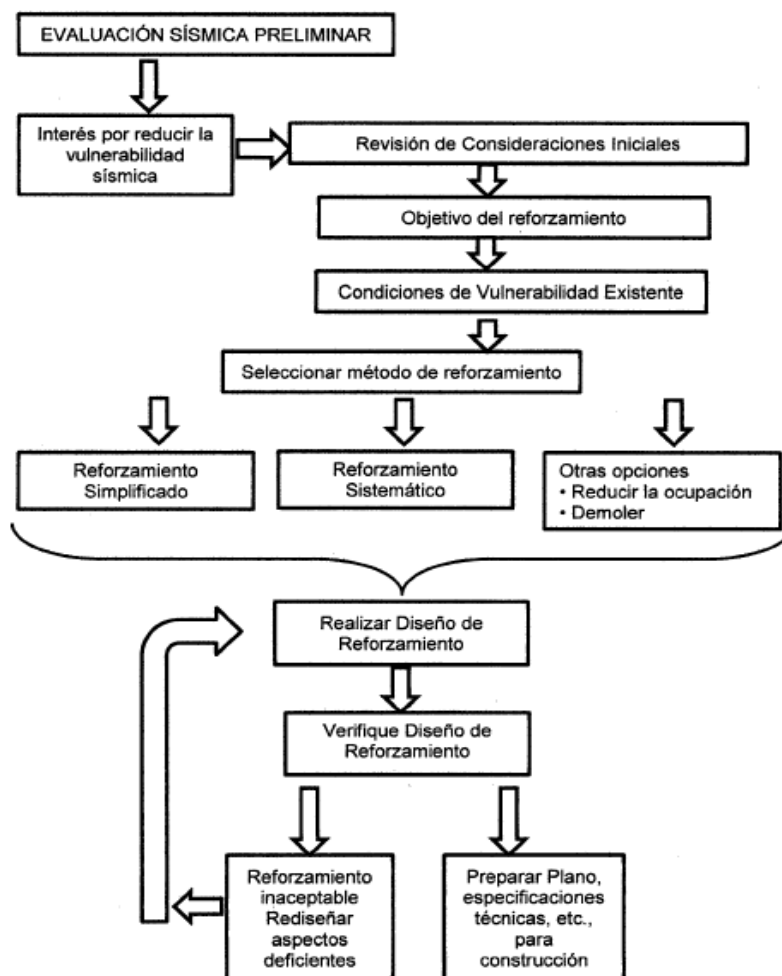 EVALUACIÓN SÍSMICA PRELIMINAR
Interés por reducir la
vulnerabilidad
sísmica
Revisión de Consideraciones Iniciales
Objetivo del reforzamiento
Condiciones de Vulnerabilidad Existente
Seleccionar método de reforzamiento
Reforzamiento
Simplificado
Reforzamiento
Sistemático
Otras opciones
• Reducir la ocupación
• Demoler
Realizar Diseño de
Reforzamiento
Verifique Diseño de
Reforzamiento
Reforzamiento
inaceptable
Rediseñar
aspectos
deficientes
Preparar Plano,
especificaciones
técnicas, etc.,
para
construcción